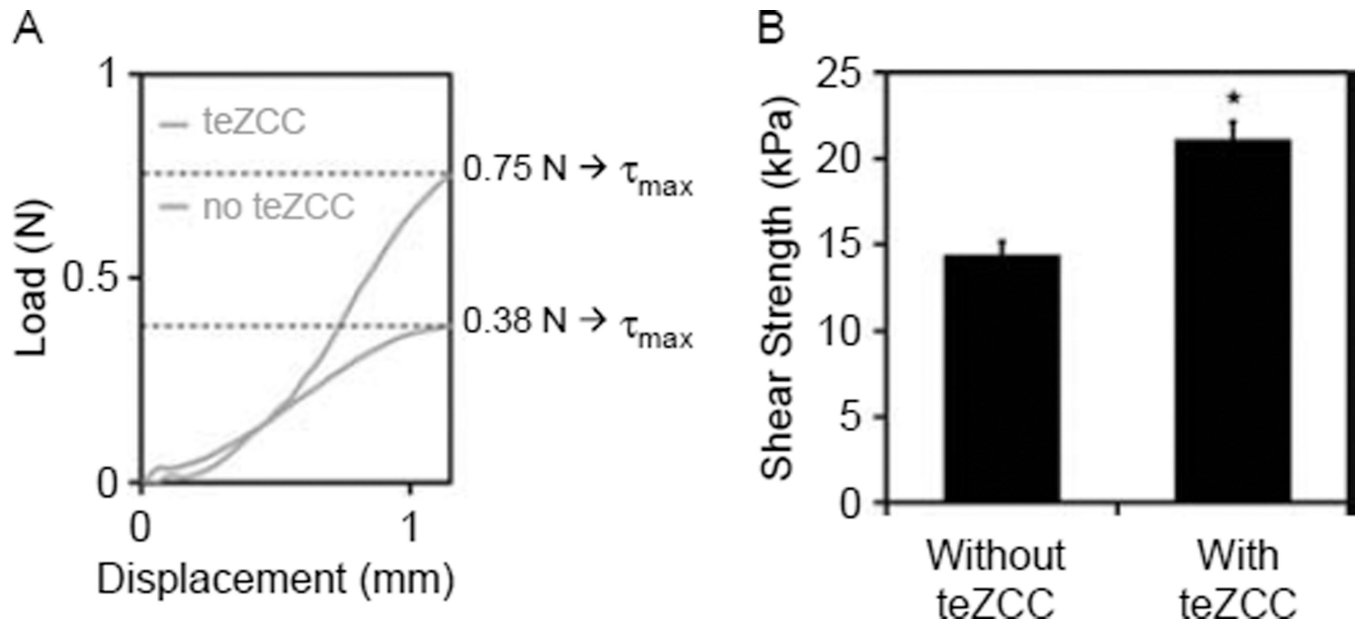 A
1
teZCC
0.75 N → τmax
no teZCC
Load (N)
0.5
0.38 N → τmax
0
0
1
Displacement (mm)
B
25
*
20
15
10
5
0
Shear Strength (kPa)
Without
teZCC
With
teZCC